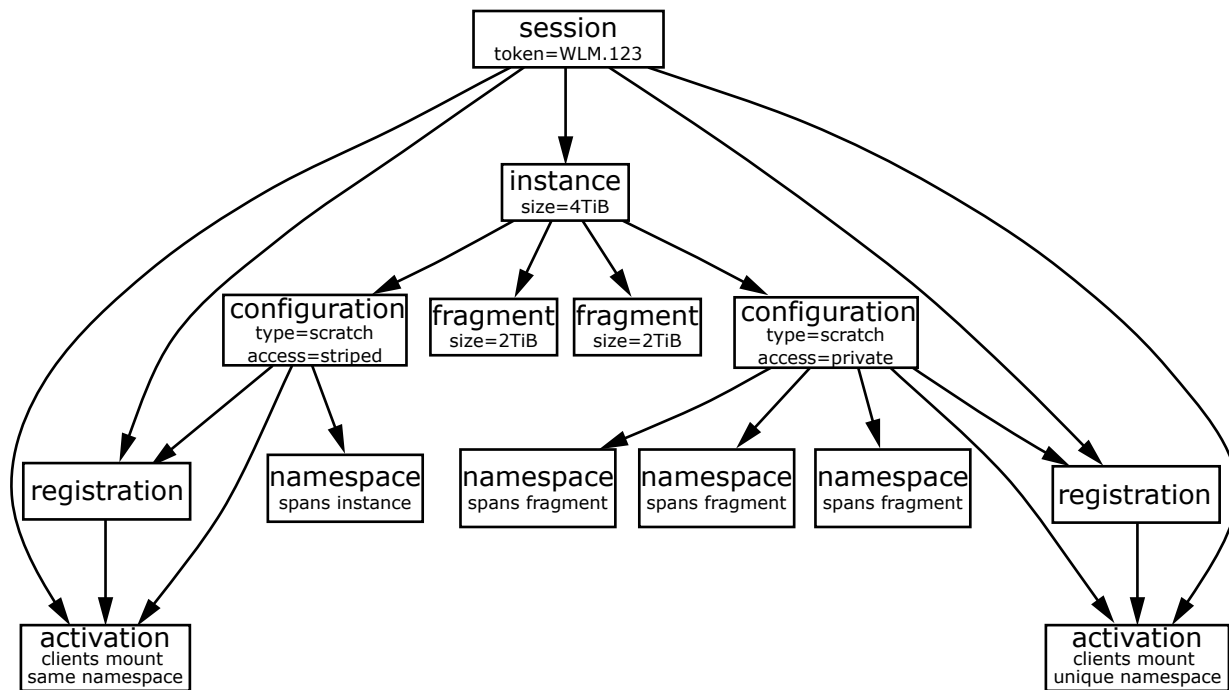 session
token=WLM.123
instance
size=4TiB
configuration
type=scratch
access=striped
fragment
size=2TiB
fragment
size=2TiB
configuration
type=scratch
access=private
registration
namespace
spans instance
namespace
spans fragment
namespace
spans fragment
namespace
spans fragment
registration
activation
clients mount
same namespace
activation
clients mount
unique namespace